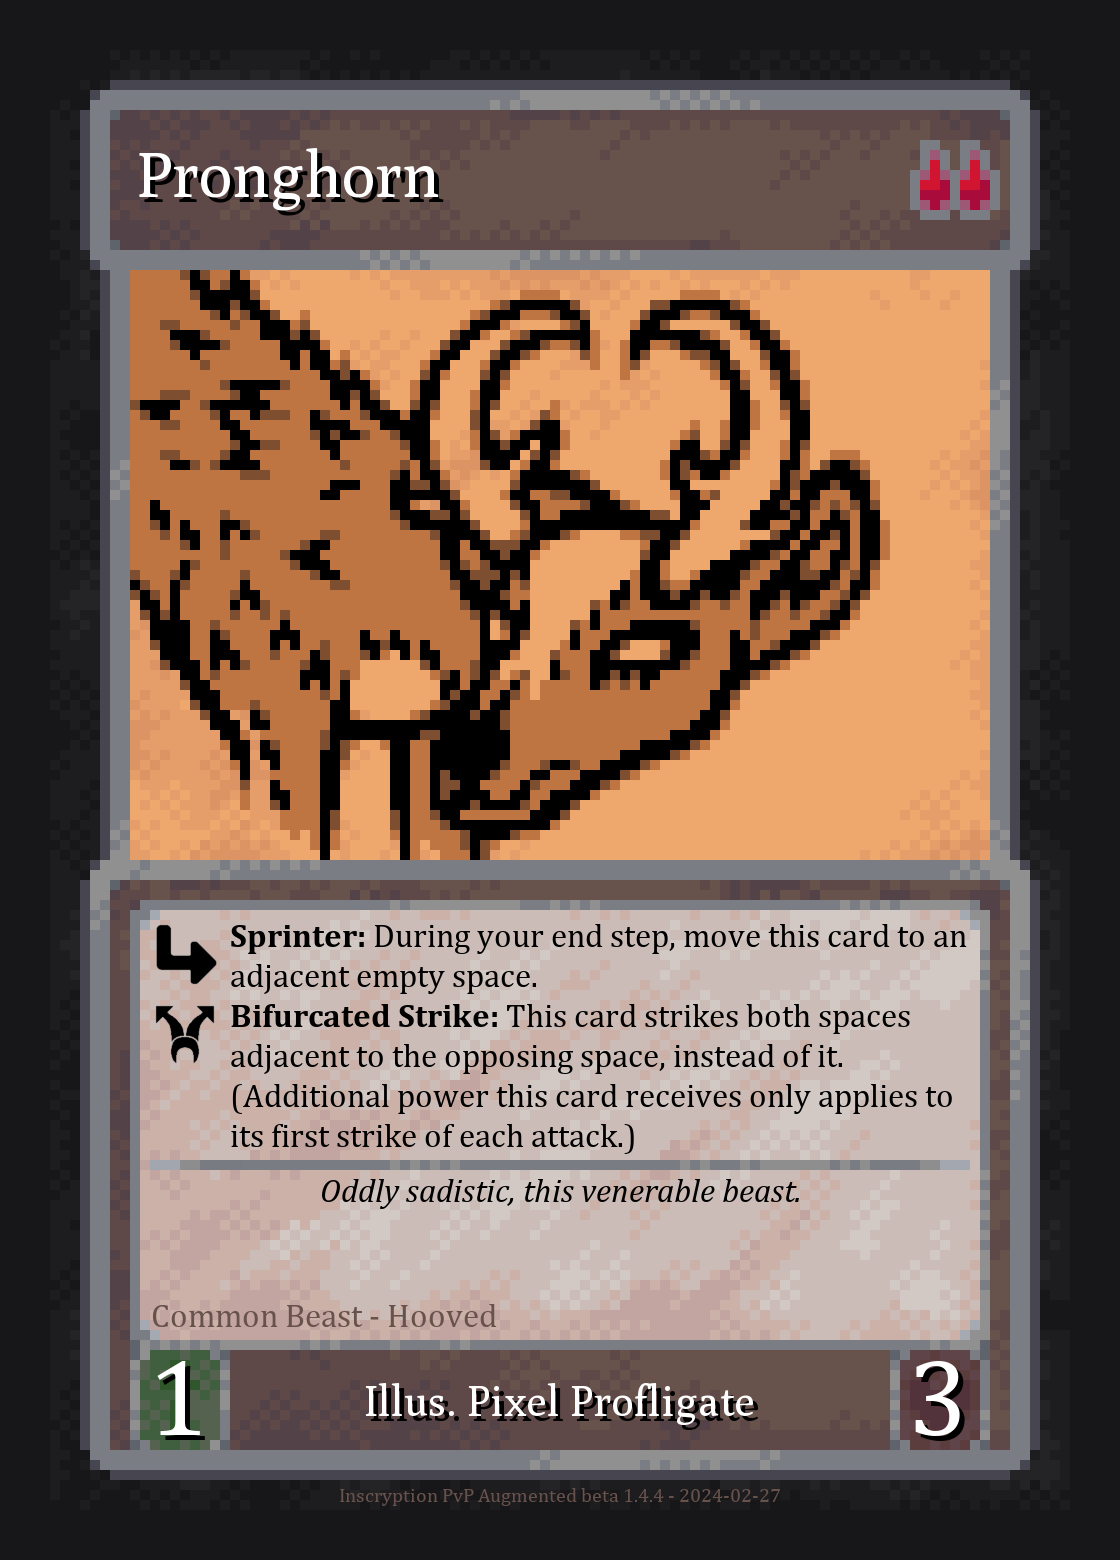 Pronghorn
Sprinter: During your end step, move this card to an
adjacent empty space.
Bifurcated Strike: This card strikes both spaces
adjacent to the opposing space, instead of it.
(Additional power this card receives only applies to
its first strike of each attack.)
Oddly sadistic, this venerable beast.
Common Beast - Hooved
1
Illus. Pixel Profligate
3
Inscryption PvP Augmented beta 1.4.4 - 2024-02-27